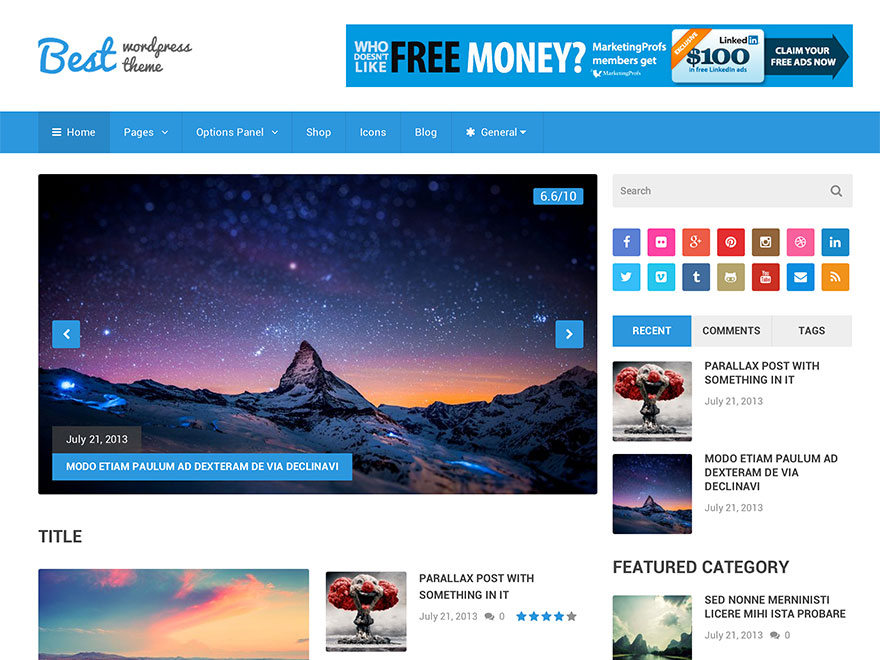 Best wordpress
theme
WHO
DOESN'T
LIKE
FREE MONEY?
MarketingProfs
members get
MarketingProfs
EXCLUSIVE
LinkedIn
$100
in free LinkedIn ads
CLAIM YOUR
FREE ADS NOW
Home Pages Options Panel Shop Icons Blog General
6.6/10
July 21, 2013
MODO ETIAM PAULUM AD DEXTERAM DE VIA DECLINAVI
TITLE
PARALLAX POST WITH
SOMETHING IN IT
July 21, 2013 0
Search
You
Tube
RECENT COMMENTS TAGS
PARALLAX POST WITH
SOMETHING IN IT
July 21, 2013
MODO ETIAM PAULUM AD
DEXTERAM DE VIA
DECLINAVI
July 21, 2013
FEATURED CATEGORY
SED NONNE MERNINISTI
LICERE MIHI ISTA PROBARE
July 21, 2013 0